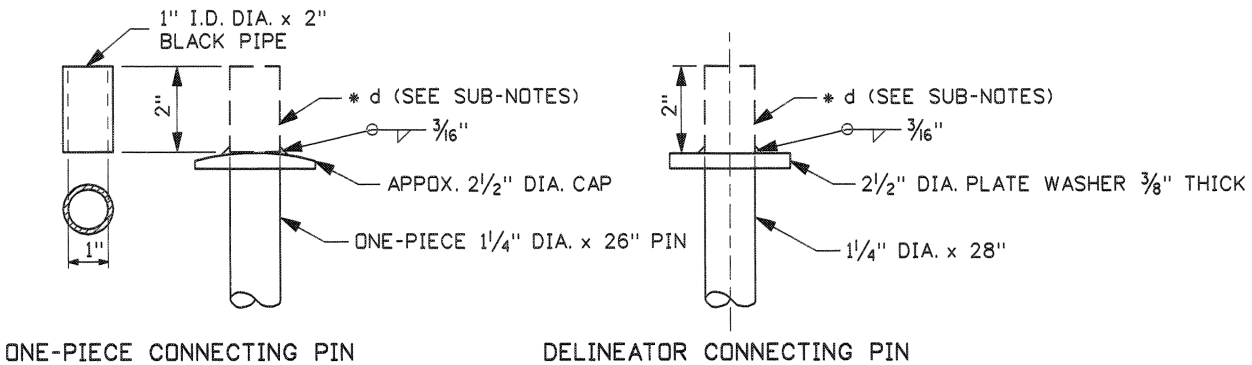 1" I.D. DIA. x 2"
BLACK PIPE
2"
* d (SEE SUB-NOTES)
3/16"
APPOX. 2 1/2" DIA. CAP
ONE-PIECE 1 1/4" DIA. x 26" PIN
1"
ONE-PIECE CONNECTING PIN
2"
* d (SEE SUB-NOTES)
3/16"
2 1/2" DIA. PLATE WASHER 3/8" THICK
1 1/4" DIA. x 28"
DELINEATOR CONNECTING PIN